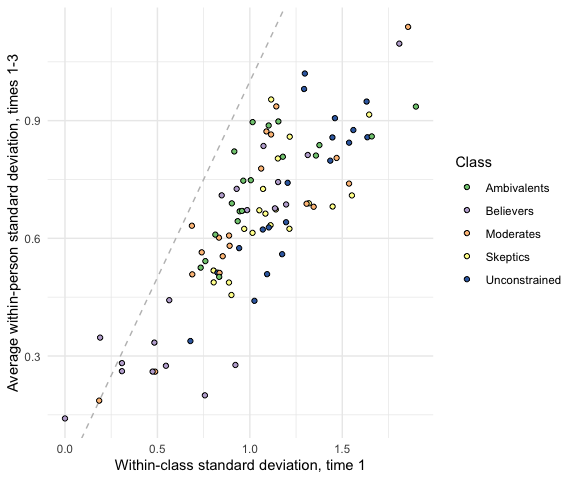 Average within-person standard deviation, times 1-3
0.9
0.6
0.3
0.0 0.5 1.0 1.5
Within-class standard deviation, time 1
Class
Ambivalents
Believers
Moderates
Skeptics
Unconstrained